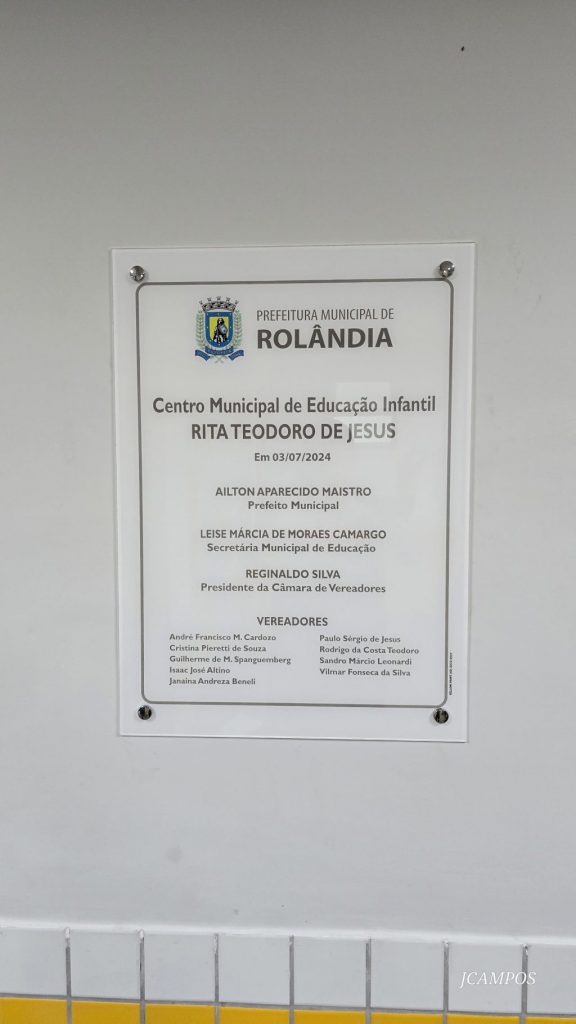 PREFEITURA MUNICIPAL DE
ROLÂNDIA
Centro Municipal de Educação Infantil
RITA TEODORO DE JESUS
Em 03/07/2024
AILTON APARECIDO MAISTRO
Prefeito Municipal
LEISE MÁRCIA DE MORAES CAMARGO
Secretária Municipal de Educação
REGINALDO SILVA
Presidente da Câmara de Vereadores
VEREADORES
André Francisco M. Cardozo
Cristina Pieretti de Souza
Guilherme de M. Spanguemberg
Isaac José Altino
Janaina Andreza Beneli
Paulo Sérgio de Jesus
Rodrigo da Costa Teodoro
Sandro Márcio Leonardi
Vilmar Fonseca da Silva
JCAMPOS